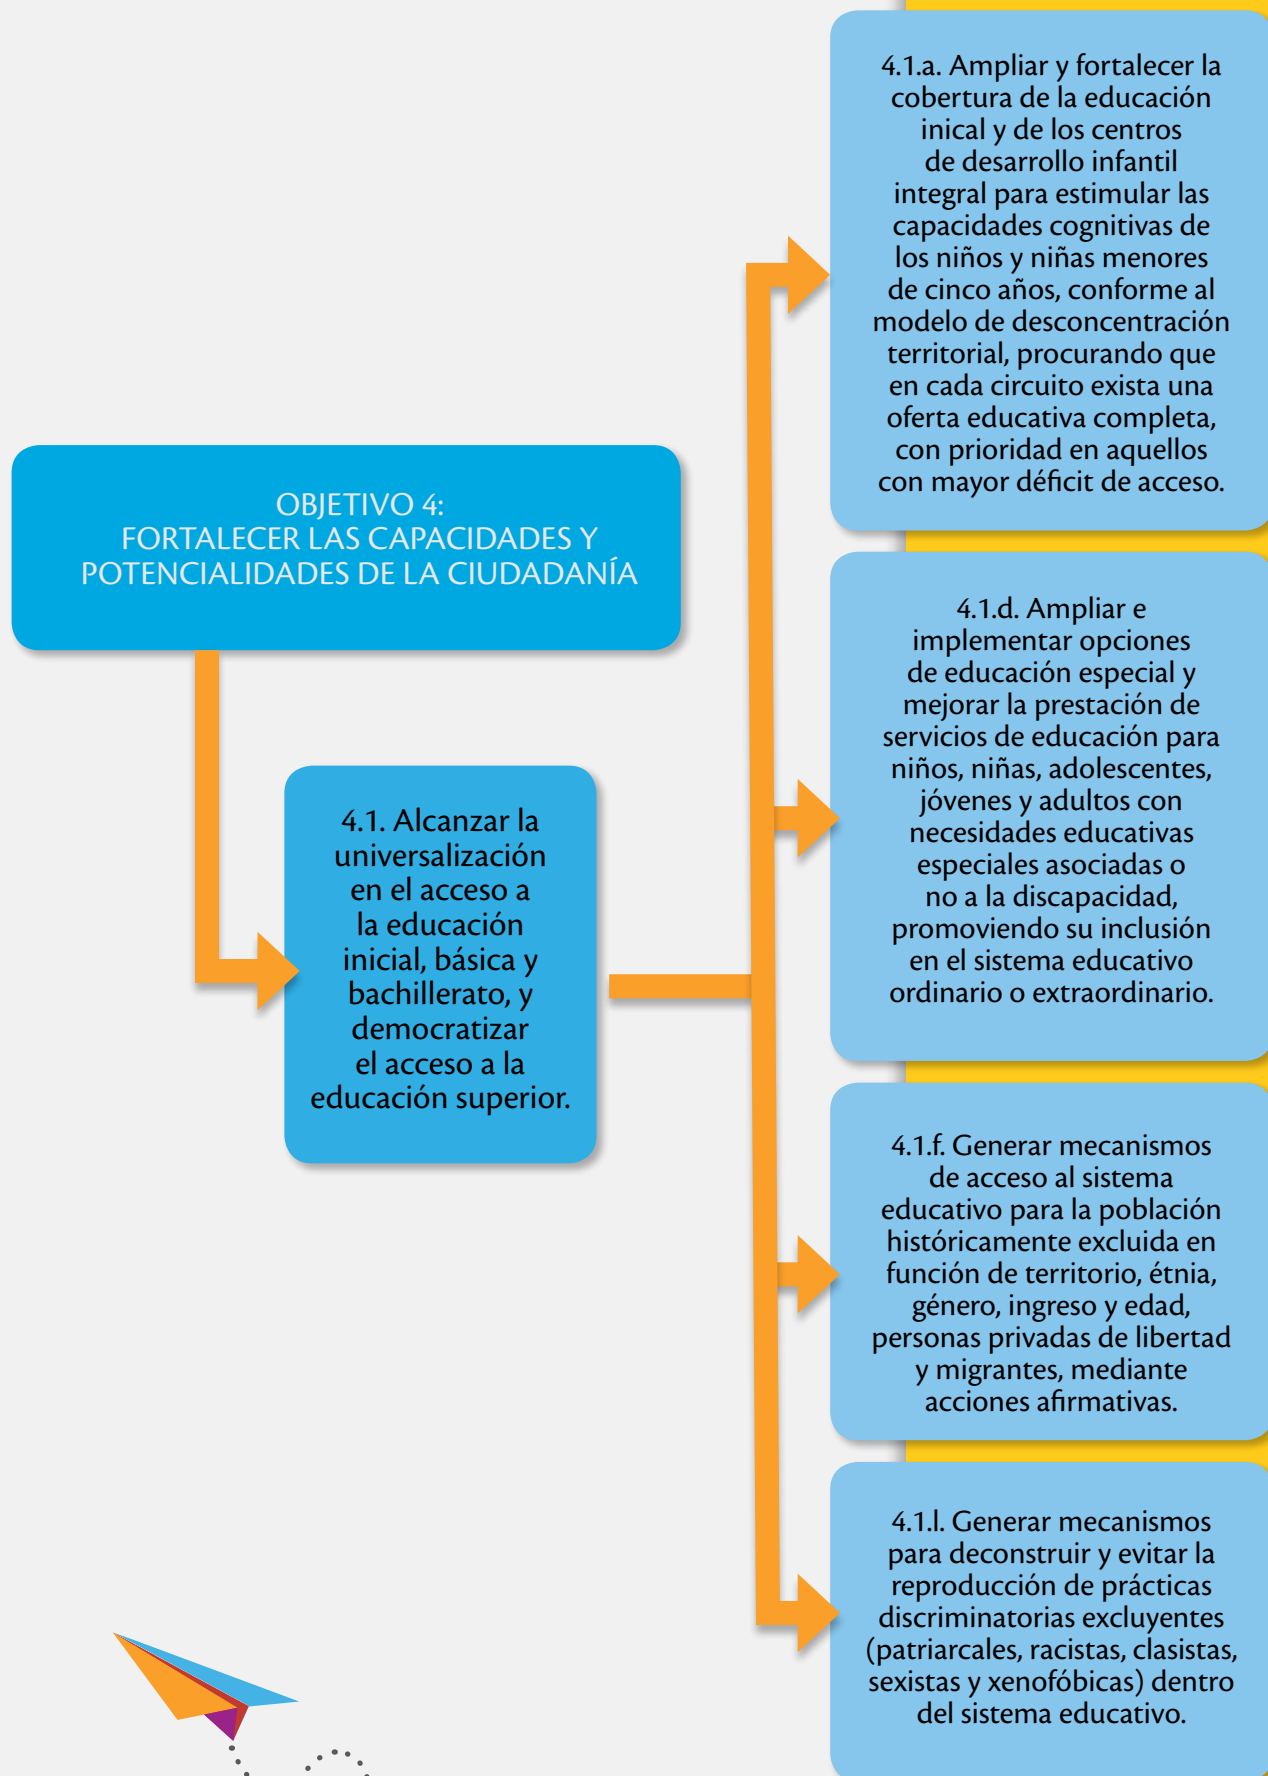 OBJETIVO 4:
FORTALECER LAS CAPACIDADES Y
POTENCIALIDADES DE LA CIUDADANÍA
4.1. Alcanzar la
universalización
en el acceso a
la educación
inicial, básica y
bachillerato, y
democratizar
el acceso a la
educación superior.
4.1.a. Ampliar y fortalecer la
cobertura de la educación
inical y de los centros
de desarrollo infantil
integral para estimular las
capacidades cognitivas de
los niños y niñas menores
de cinco años, conforme al
modelo de desconcentración
territorial, procurando que
en cada circuito exista una
oferta educativa completa,
con prioridad en aquellos
con mayor déficit de acceso.
4.1.d. Ampliar e
implementar opciones
de educación especial y
mejorar la prestación de
servicios de educación para
niños, niñas, adolescentes,
jóvenes y adultos con
necesidades educativas
especiales asociadas o
no a la discapacidad,
promoviendo su inclusión
en el sistema educativo
ordinario o extraordinario.
4.1.f. Generar mecanismos
de acceso al sistema
educativo para la población
históricamente excluida en
función de territorio, étnia,
género, ingreso y edad,
personas privadas de libertad
y migrantes, mediante
acciones afirmativas.
4.1.l. Generar mecanismos
para deconstruir y evitar la
reproducción de prácticas
discriminatorias excluyentes
(patriarcales, racistas, clasistas,
sexistas y xenofóbicas) dentro
del sistema educativo.